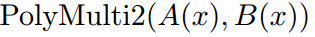 PolyMulti2(A(x), B(x))